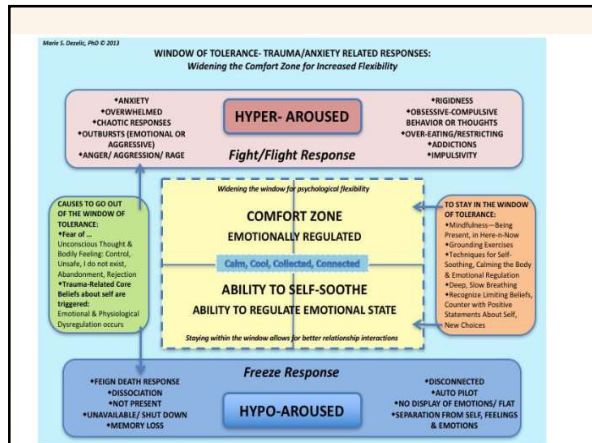 Marie S. Dezelic, PhD © 2013
WINDOW OF TOLERANCE- TRAUMA/ANXIETY RELATED RESPONSES:
Widening the Comfort Zone for Increased Flexibility
•ANXIETY
•OVERWHELMED
•CHAOTIC RESPONSES
•OUTBURSTS (EMOTIONAL OR
AGGRESSIVE)
•ANGER/ AGGRESSION/ RAGE
HYPER- AROUSED
Fight/Flight Response
•RIGIDNESS
•OBSESSIVE-COMPULSIVE
BEHAVIOR OR THOUGHTS
•OVER-EATING/RESTRICTING
•ADDICTIONS
•IMPULSIVITY
CAUSES TO GO OUT
OF THE WINDOW OF
TOLERANCE:
•Fear of ...
Unconscious Thought &
Bodily Feeling: Control,
Unsafe, I do not exist,
Abandonment, Rejection
•Trauma-Related Core
Beliefs about self are
triggered:
Emotional & Physiological
Dysregulation occurs
Widening the window for psychological flexibility
COMFORT ZONE
EMOTIONALLY REGULATED
Calm, Cool, Collected, Connected
ABILITY TO SELF-SOOTHE
ABILITY TO REGULATE EMOTIONAL STATE
Staying within the window allows for better relationship interactions
TO STAY IN THE WINDOW
OF TOLERANCE:
•Mindfulness—Being
Present, in Here-n-Now
•Grounding Exercises
•Techniques for Self-
Soothing, Calming the Body
& Emotional Regulation
•Deep, Slow Breathing
•Recognize Limiting Beliefs,
Counter with Positive
Statements About Self,
New Choices
•FEIGN DEATH RESPONSE
•DISSOCIATION
•NOT PRESENT
•UNAVAILABLE/ SHUT DOWN
•MEMORY LOSS
Freeze Response
HYPO-AROUSED
•DISCONNECTED
•AUTO PILOT
•NO DISPLAY OF EMOTIONS/ FLAT
•SEPARATION FROM SELF, FEELINGS
& EMOTIONS